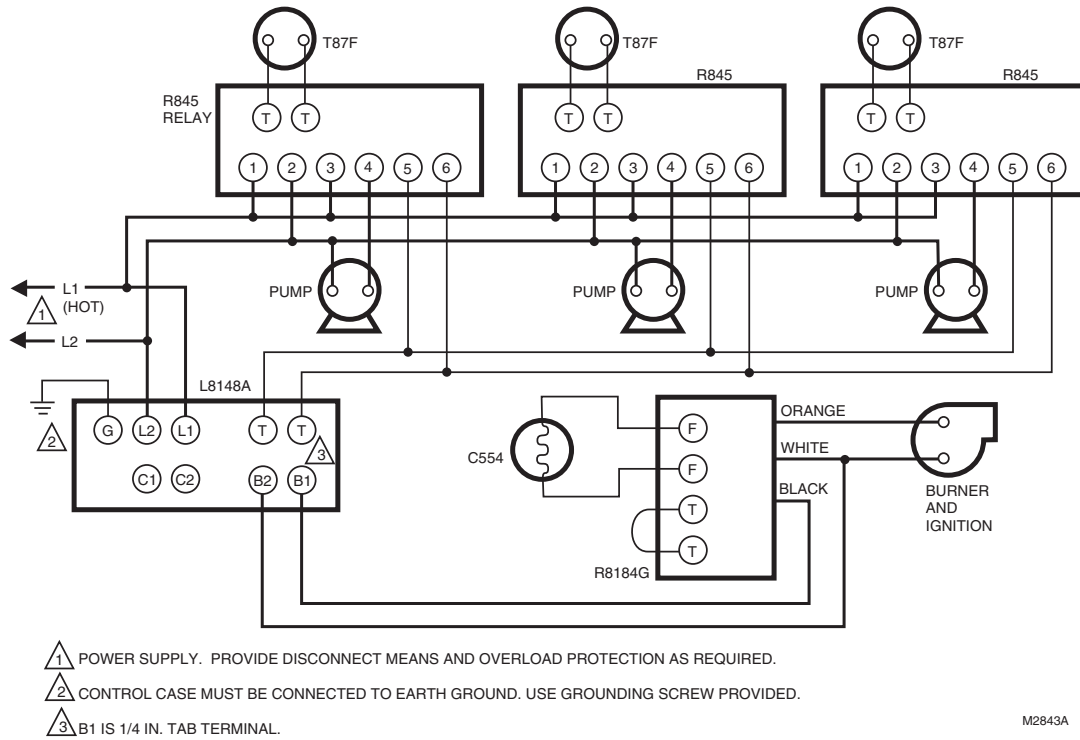 T87F
T87F
T87F
R845
RELAY
R845
R845
T T
T T
T T
1 2 3 4 5 6
1 2 3 4 5 6
1 2 3 4 5 6
L1
(HOT)
1
L2
PUMP
PUMP
PUMP
L8148A
2
G L2 L1 T T
3
C1 C2 B2 B1
C554
F
F
T
T
R8184G
ORANGE
WHITE
BLACK
BURNER
AND
IGNITION
1 POWER SUPPLY. PROVIDE DISCONNECT MEANS AND OVERLOAD PROTECTION AS REQUIRED.
2 CONTROL CASE MUST BE CONNECTED TO EARTH GROUND. USE GROUNDING SCREW PROVIDED.
3 B1 IS 1/4 IN. TAB TERMINAL.
M2843A